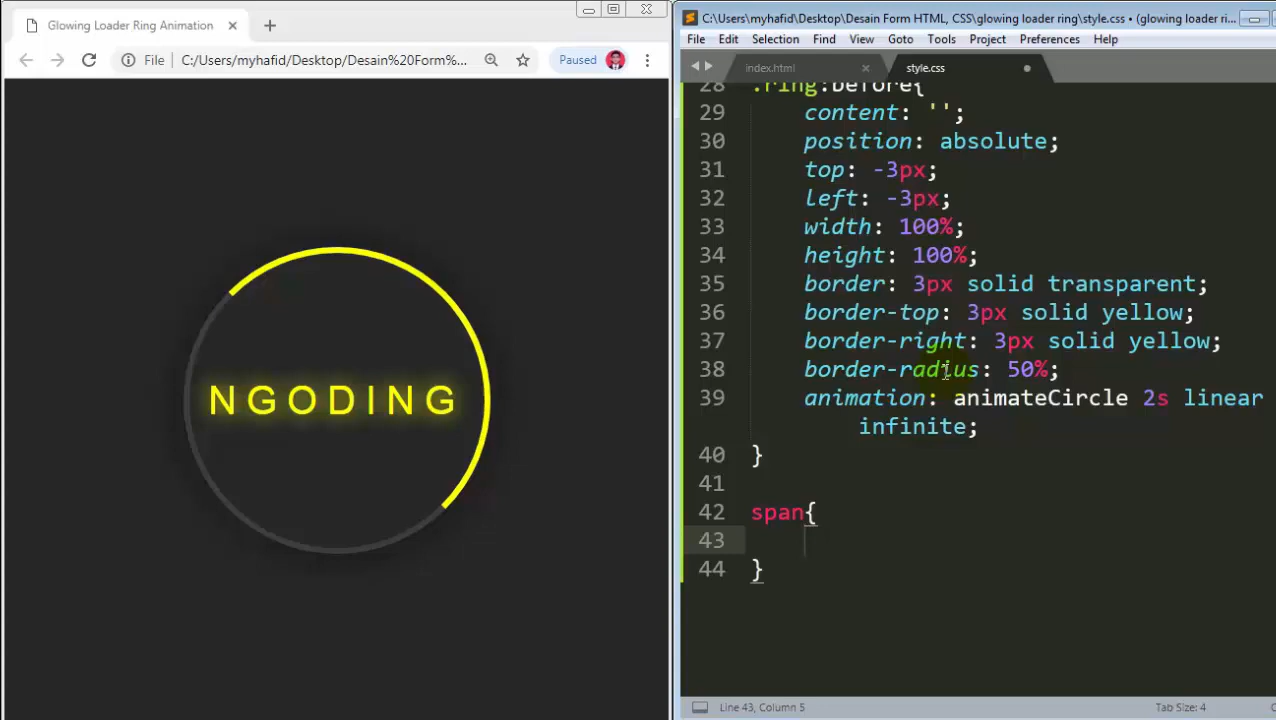 Glowing Loader Ring Animation
File
C:/Users/myhafid/Desktop/Desain%20Form%...
Paused
NGODING
C:\Users\myhafid\Desktop\Desain Form HTML, CSS\glowing loader ring\style.css • (glowing loader ri...
File Edit Selection Find View Goto Tools Project Preferences Help
index.html
style.css
28 .ring:before{
29 content: '';
30 position: absolute;
31 top: -3px;
32 left: -3px;
33 width: 100%;
34 height: 100%;
35 border: 3px solid transparent;
36 border-top: 3px solid yellow;
37 border-right: 3px solid yellow;
38 border-radius: 50%;
39 animation: animateCircle 2s linear
infinite;
40 }
41
42 span{
43
44 }
Line 43, Column 5
Tab Size: 4